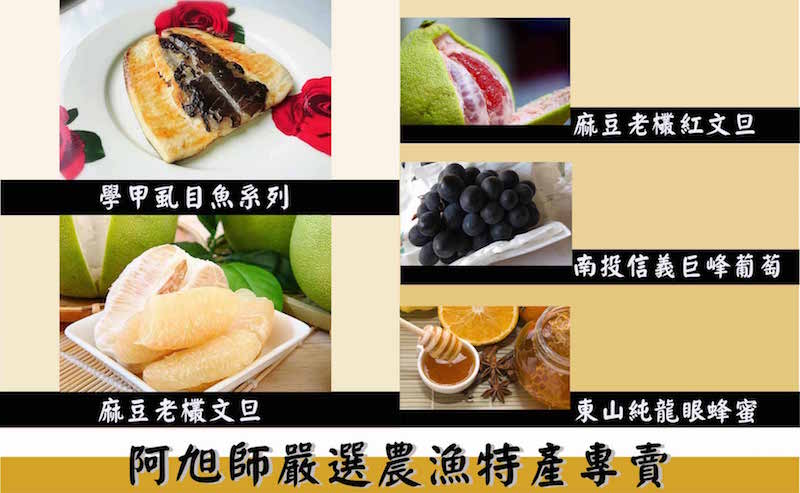 學甲虱目魚系列
麻豆老欉文旦
麻豆老欉紅文旦
南投信義巨峰葡萄
東山純龍眼蜂蜜
阿旭師嚴選農漁特產專賣